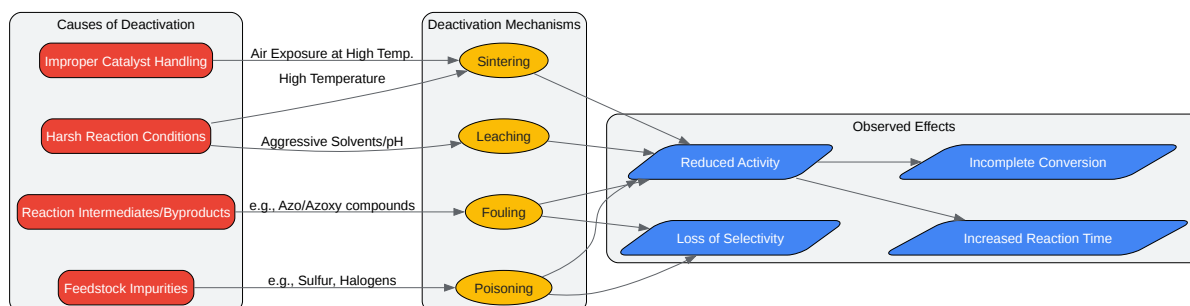 Causes of Deactivation
Deactivation Mechanisms
Improper Catalyst Handling
Air Exposure at High Temp.
Sintering
High Temperature
Observed Effects
Harsh Reaction Conditions
Aggressive Solvents/pH
Leaching
Reduced Activity
Incomplete Conversion
Reaction Intermediates/Byproducts
e.g., Azo/Azoxy compounds
Fouling
Loss of Selectivity
Increased Reaction Time
Feedstock Impurities
e.g., Sulfur, Halogens
Poisoning